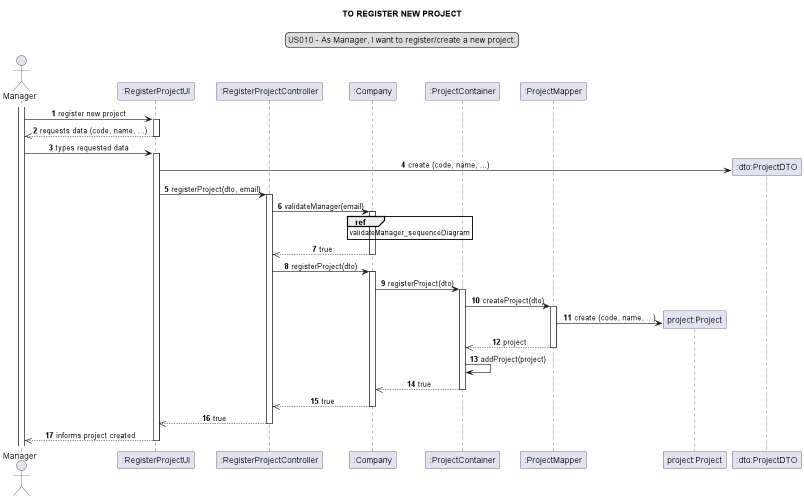 TO REGISTER NEW PROJECT
US010 - As Manager, I want to register/create a new project.
Manager
:RegisterProjectUI
:RegisterProjectController
:Company
:ProjectContainer
:ProjectMapper
1 register new project
2 requests data (code, name, ...)
3 types requested data
4 create (code, name, ...)
:dto:ProjectDTO
5 registerProject(dto, email)
6 validateManager(email)
ref
validateManager_sequenceDiagram
7 true
8 registerProject(dto)
9 registerProject(dto)
10 createProject(dto)
11 create (code, name, ...)
project:Project
12 project
13 addProject(project)
14 true
15 true
16 true
17 informs project created
Manager
:RegisterProjectUI
:RegisterProjectController
:Company
:ProjectContainer
:ProjectMapper
project:Project
:dto:ProjectDTO